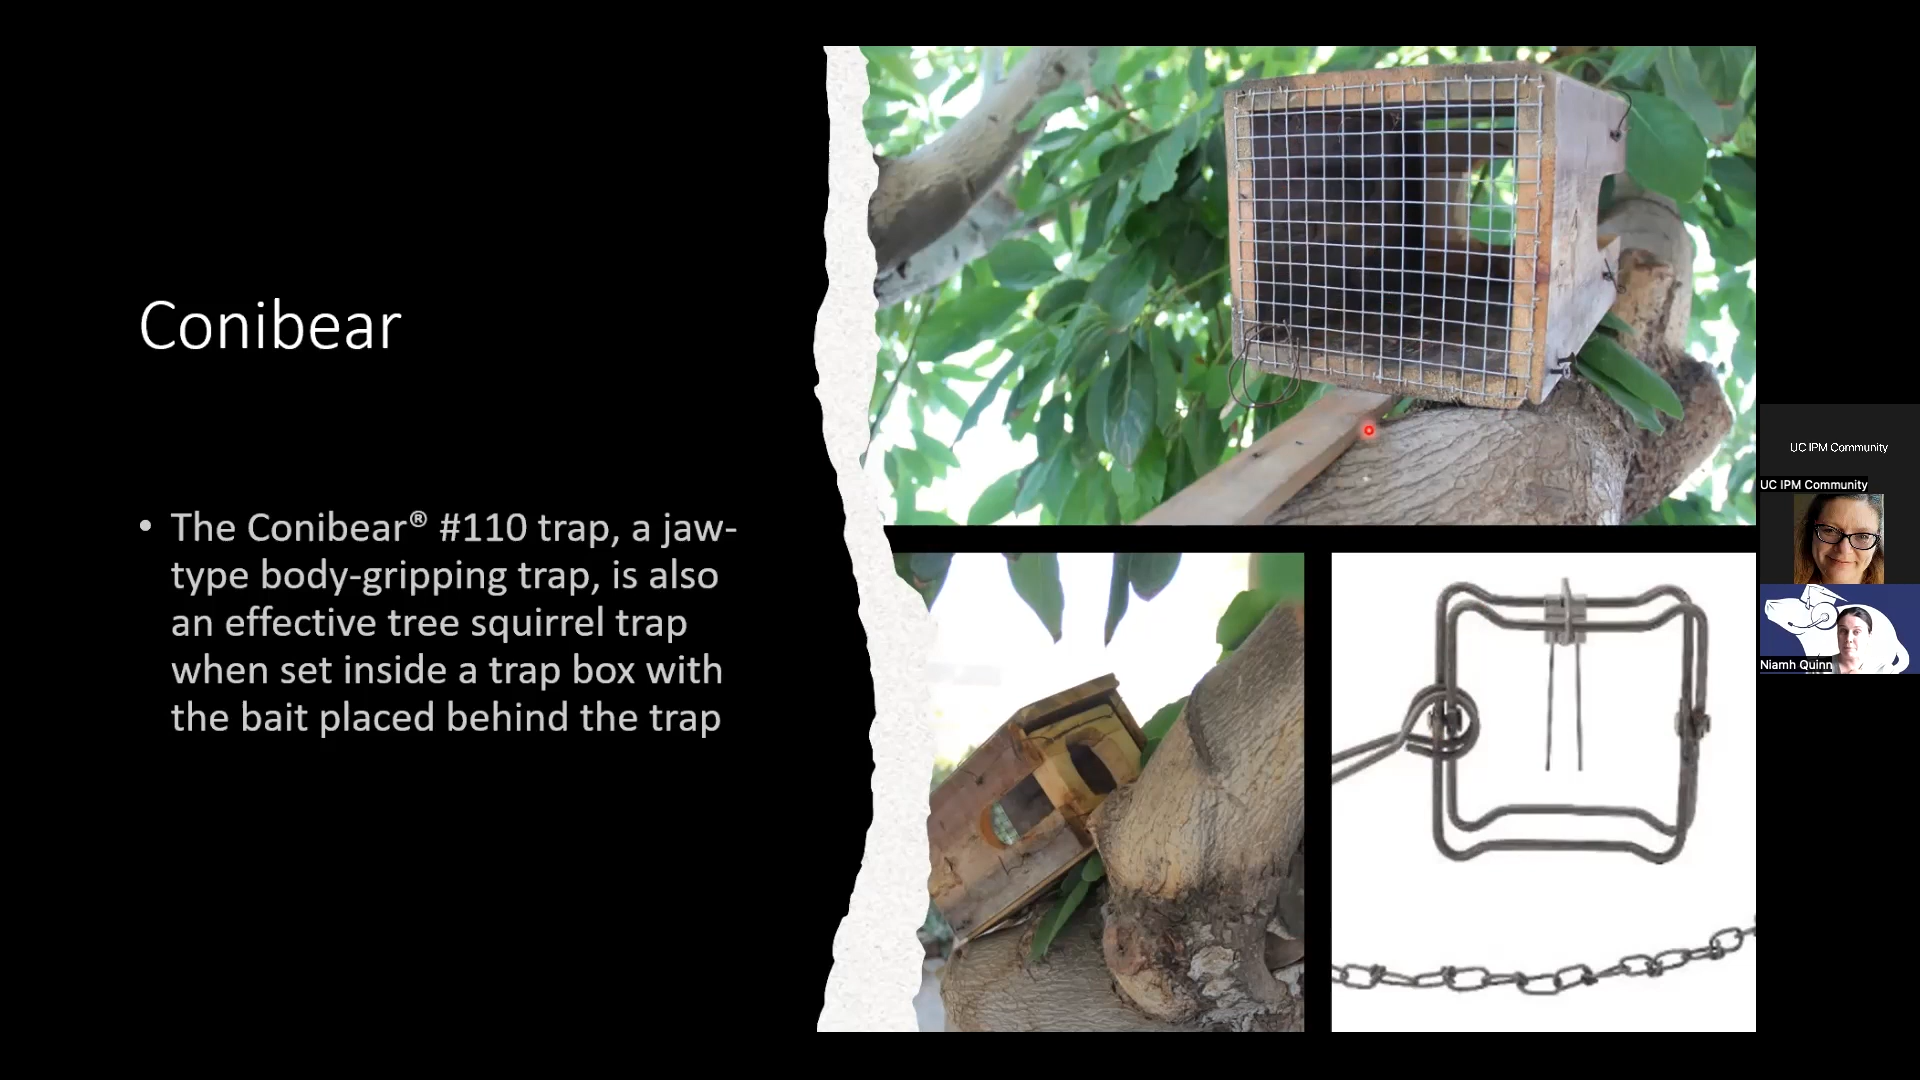 Conibear
• The Conibear® #110 trap, a jaw-
type body-gripping trap, is also
an effective tree squirrel trap
when set inside a trap box with
the bait placed behind the trap
UC IPM Community
UC IPM Community
Niamh Quinn